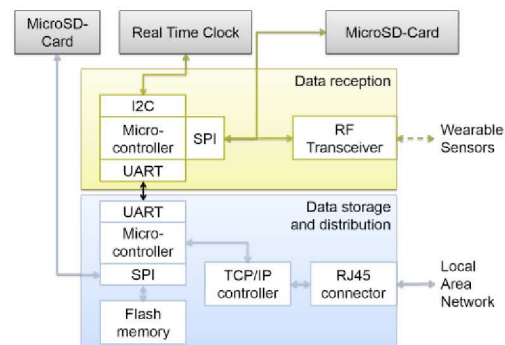 MicroSD-
Card
Real Time Clock
MicroSD-Card
Data reception
I2C
Micro-
controller
SPI
UART
RF
Transceiver
Wearable
Sensors
Data storage
and distribution
UART
Micro-
controller
SPI
Flash
memory
TCP/IP
controller
RJ45
connector
Local
Area
Network